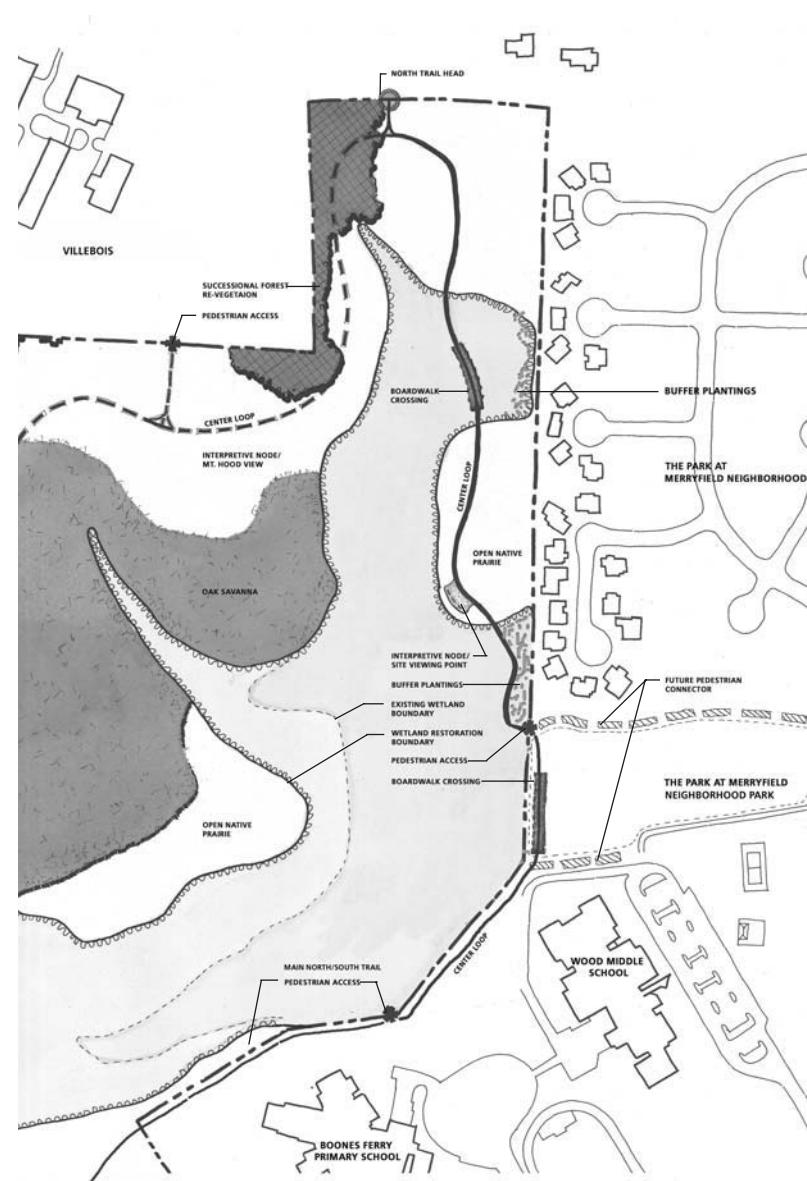 NORTH TRAIL HEAD
VILLEBOIS
SUCCESSIONAL FOREST
RE-VEGETAION
PEDESTRIAN ACCESS
BOARDWALK
CROSSING
BUFFER PLANTINGS
CENTER LOOP
INTERPRETIVE NODE/
MT. HOOD VIEW
CENTER LOOP
THE PARK AT
MERRYFIELD NEIGHBORHOOD
OPEN NATIVE
PRAIRIE
OAK SAVANNA
INTERPRETIVE NODE/
SITE VIEWING POINT
BUFFER PLANTINGS
FUTURE PEDESTRIAN
CONNECTOR
EXISTING WETLAND
BOUNDARY
WETLAND RESTORATION
BOUNDARY
PEDESTRIAN ACCESS
BOARDWALK CROSSING
THE PARK AT MERRYFIELD
NEIGHBORHOOD PARK
OPEN NATIVE
PRAIRIE
CENTER LOOP
WOOD MIDDLE
SCHOOL
MAIN NORTH/SOUTH TRAIL
PEDESTRIAN ACCESS
BOONES FERRY
PRIMARY SCHOOL